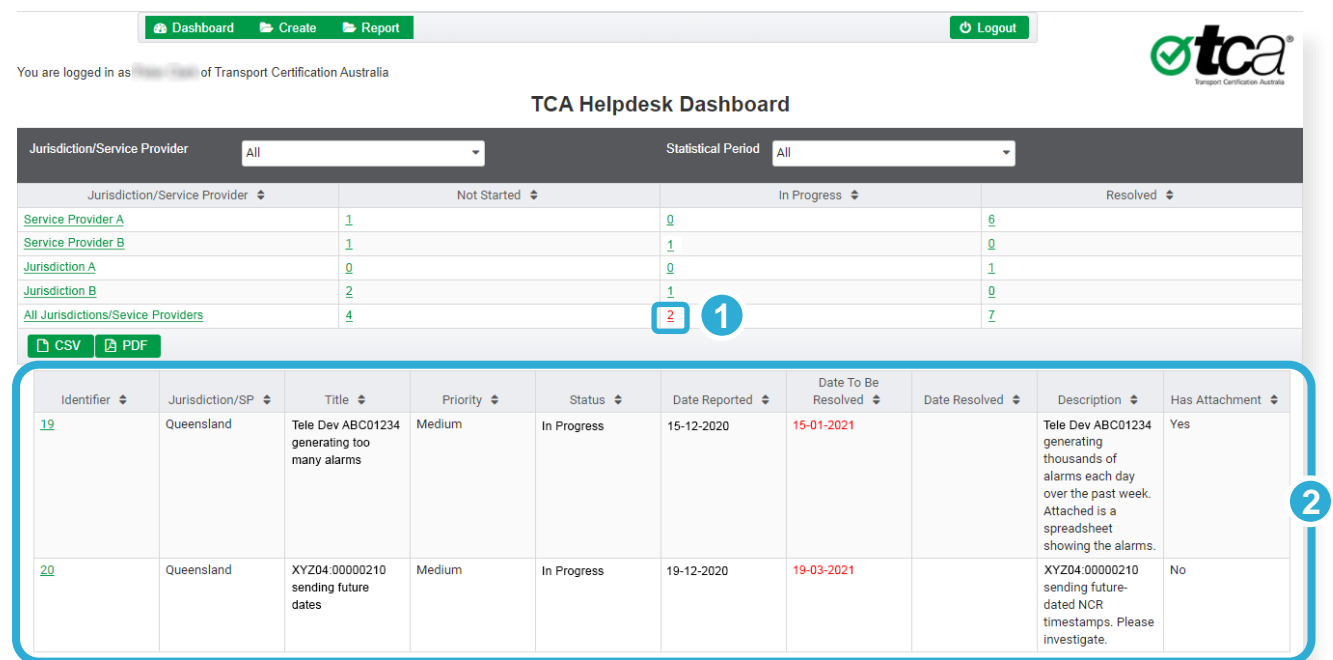 Dashboard Create Report Logout
tca®
Transport Certification Australia
You are logged in as of Transport Certification Australia
TCA Helpdesk Dashboard
Jurisdiction/Service Provider All Statistical Period All
Jurisdiction/Service Provider Not Started In Progress Resolved
Service Provider A 1 0 6
Service Provider B 1 1 0
Jurisdiction A 0 0 1
Jurisdiction B 2 1 0
All Jurisdictions/Sevice Providers 4 2 7
1
CSV PDF
Date To Be
Identifier Jurisdiction/SP Title Priority Status Date Reported Resolved Date Resolved Description Has Attachment
19 Queensland Tele Dev ABC01234 Medium In Progress 15-12-2020 15-01-2021 Tele Dev ABC01234 Yes
generating too generating
many alarms thousands of
alarms each day
over the past week.
Attached is a
spreadsheet
showing the alarms.
2
20 Queensland XYZ04:00000210 Medium In Progress 19-12-2020 19-03-2021 XYZ04:00000210 No
sending future sending future-
dates dated NCR
timestamps. Please
investigate.